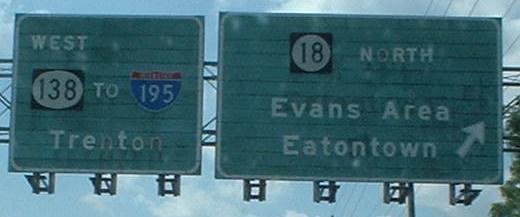 WEST
138 TO 195
Trenton
18 NORTH
Evans Area
Eatontown